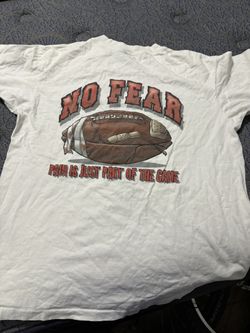 NO FEAR
PAIN IS JUST PART OF THE GAME